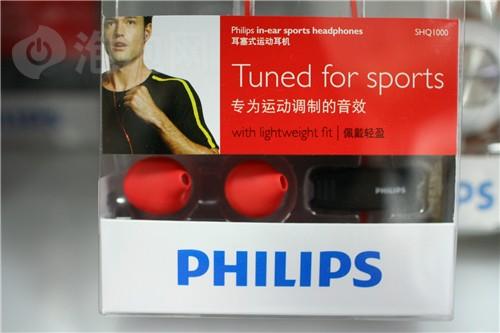 Philips in-ear sports headphones
SHQ1000
耳塞式运动耳机
Tuned for sports
专为运动调制的音效
with lightweight fit | 佩戴轻盈
PHILIPS
PHILIPS